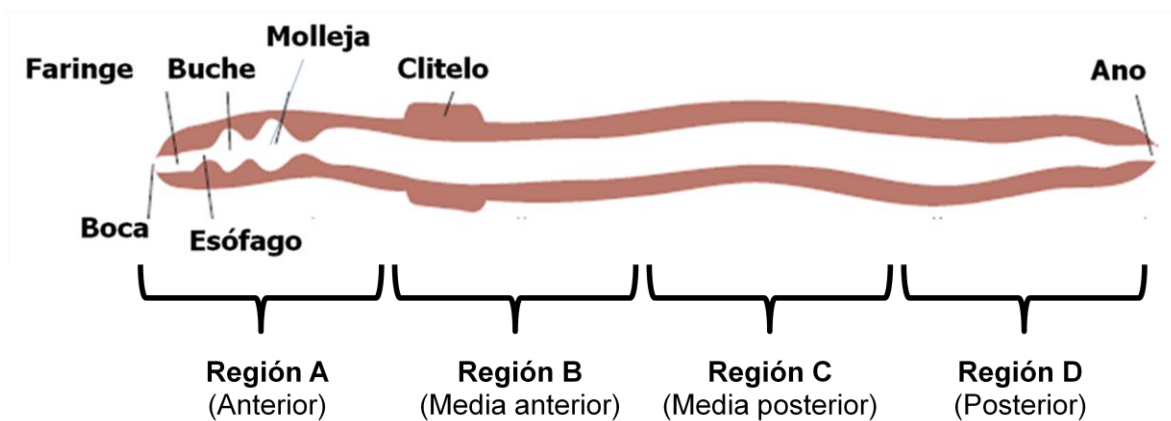 Molleja
Faringe Buche Clitelo Ano
Boca
Esófago
Región A Región B Región C Región D
(Anterior) (Media anterior) (Media posterior) (Posterior)